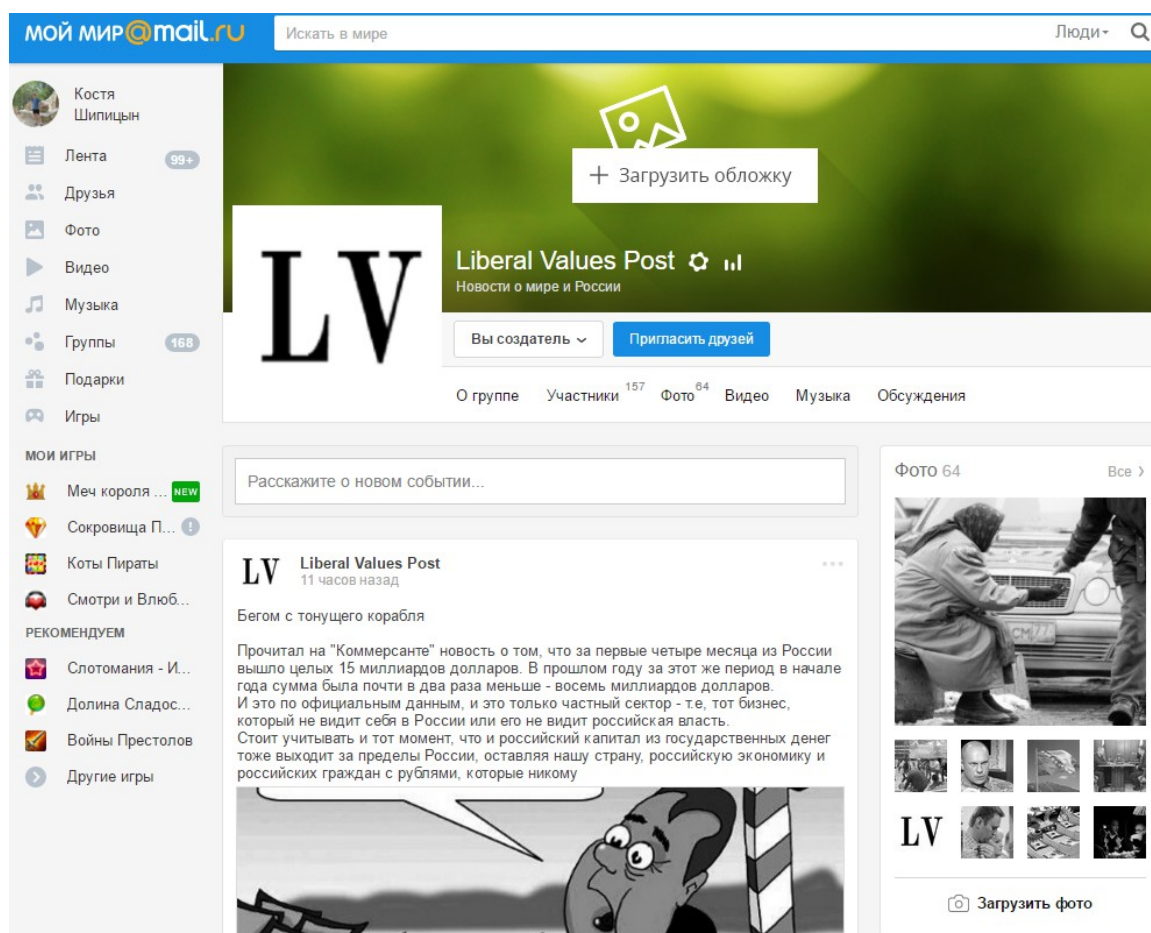 мой мир@mail.ru
Искать в мире
Люди
Костя
Шипицын
Лента 99+
Друзья
Фото
Видео
Музыка
Группы 168
Подарки
Игры
МОИ ИГРЫ
Меч короля ... NEW
Сокровища П... !
Коты Пираты
Смотри и Влюб...
РЕКОМЕНДУЕМ
Слотомания - И...
Долина Сладос...
Войны Престолов
Другие игры
+ Загрузить обложку
LV
Liberal Values Post
Новости о мире и России
Вы создатель
Пригласить друзей
О группе Участники 157 Фото 64 Видео Музыка Обсуждения
Расскажите о новом событии...
LV
Liberal Values Post
11 часов назад
Бегом с тонущего корабля
Прочитал на "Коммерсанте" новость о том, что за первые четыре месяца из России
вышло целых 15 миллиардов долларов. В прошлом году за этот же период в начале
года сумма была почти в два раза меньше - восемь миллиардов долларов.
И это по официальным данным, и это только частный сектор - т.е, тот бизнес,
который не видит себя в России или его не видит российская власть.
Стоит учитывать и тот момент, что и российский капитал из государственных денег
тоже выходит за пределы России, оставляя нашу страну, российскую экономику и
российских граждан с рублями, которые никому
Фото 64
Все
LV
Загрузить фото